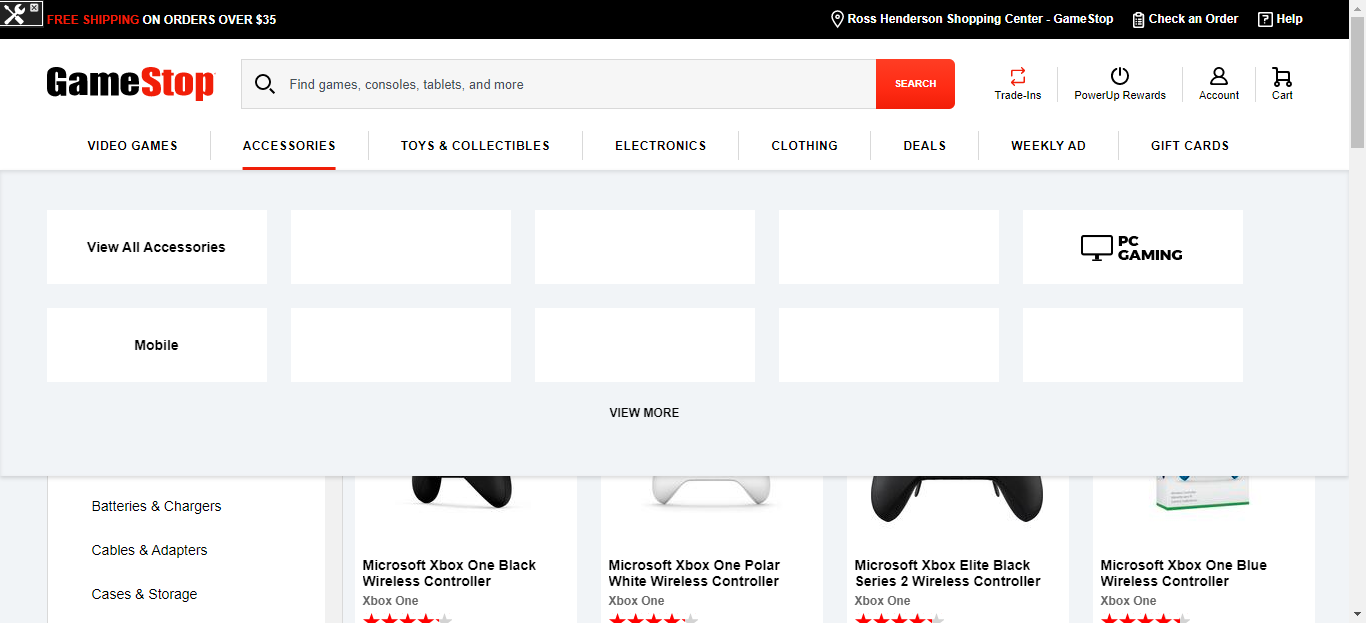 FREE SHIPPING ON ORDERS OVER $35
Ross Henderson Shopping Center - GameStop
Check an Order
Help
GameStop
Find games, consoles, tablets, and more
SEARCH
Trade-Ins
PowerUp Rewards
Account
Cart
VIDEO GAMES
ACCESSORIES
TOYS & COLLECTIBLES
ELECTRONICS
CLOTHING
DEALS
WEEKLY AD
GIFT CARDS
View All Accessories
PC
GAMING
Mobile
VIEW MORE
Batteries & Chargers
Cables & Adapters
Cases & Storage
Microsoft Xbox One Black
Wireless Controller
Xbox One
Microsoft Xbox One Polar
White Wireless Controller
Xbox One
Microsoft Xbox Elite Black
Series 2 Wireless Controller
Xbox One
Microsoft Xbox One Blue
Wireless Controller
Xbox One